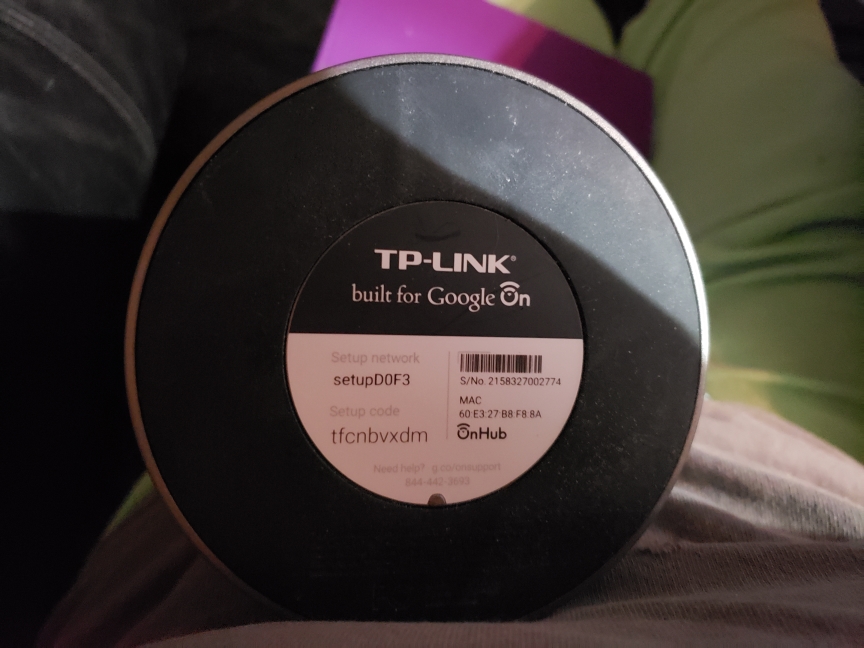 TP-LINK®
built for Google On
Setup network
setupD0F3
Setup code
tfcnbvxdm
S/No. 2158327002774
MAC
60:E3:27:B8:F8:8A
OnHub
Need help? g.co/onsupport
844-442-3693